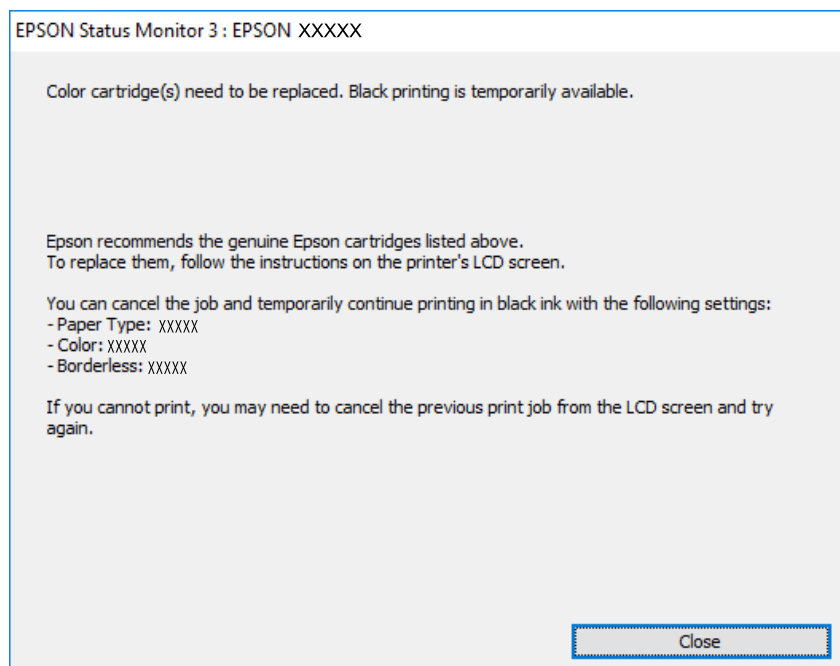 EPSON Status Monitor 3 : EPSON XXXXX
Color cartridge(s) need to be replaced. Black printing is temporarily available.
Epson recommends the genuine Epson cartridges listed above.
To replace them, follow the instructions on the printer's LCD screen.
You can cancel the job and temporarily continue printing in black ink with the following settings:
- Paper Type: XXXXX
- Color: XXXXX
- Borderless: XXXXX
If you cannot print, you may need to cancel the previous print job from the LCD screen and try
again.
Close